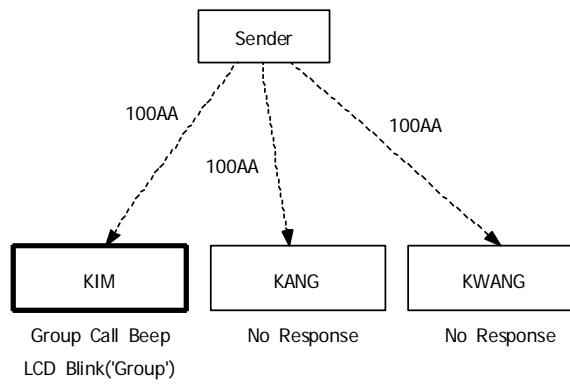 Sender
100AA
100AA
100AA
KIM
KANG
KWANG
Group Call Beep
No Response
No Response
LCD Blink('Group')